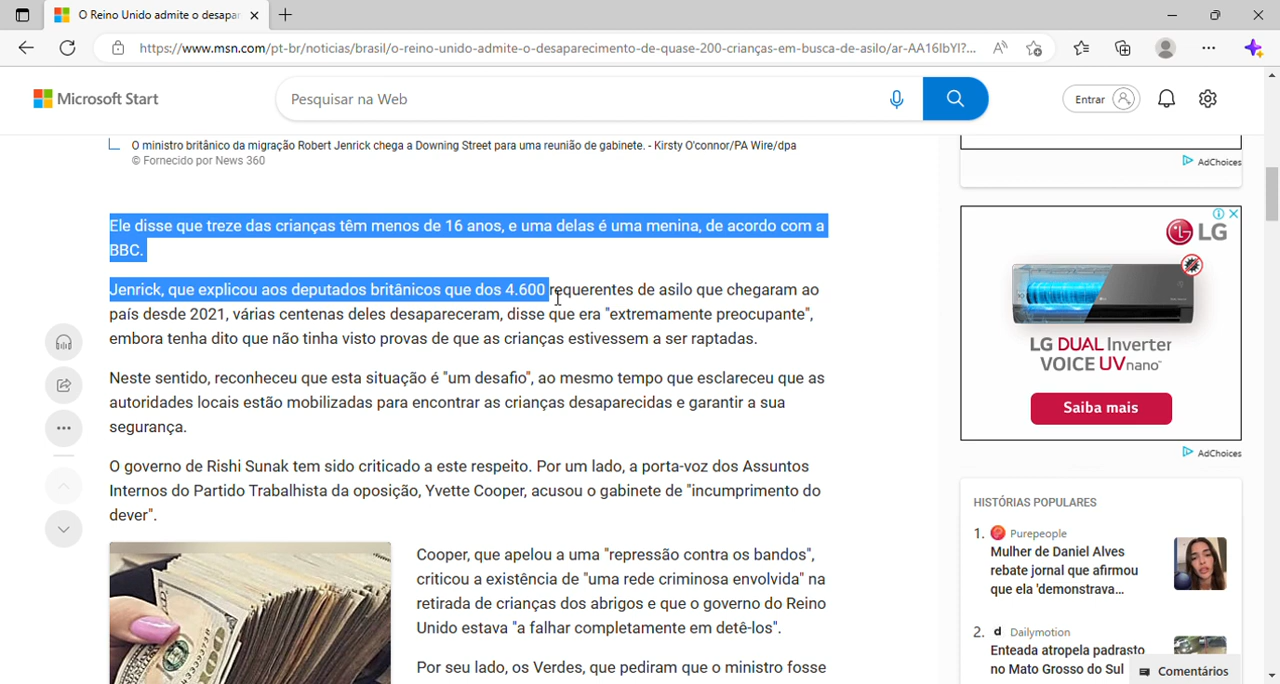 O Reino Unido admite o desapar
https://www.msn.com/pt-br/noticias/brasil/o-reino-unido-admite-o-desaparecimento-de-quase-200-crianças-em-busca-de-asilo/ar-AA16IbYl?...
Microsoft Start
Pesquisar na Web
Entrar
O ministro britânico da migração Robert Jenrick chega a Downing Street para uma reunião de gabinete. - Kirsty O'connor/PA Wire/dpa
© Fornecido por News 360
Ele disse que treze das crianças têm menos de 16 anos, e uma delas é uma menina, de acordo com a
BBC.
Jenrick, que explicou aos deputados britânicos que dos 4.600 requerentes de asilo que chegaram ao
país desde 2021, várias centenas deles desapareceram, disse que era "extremamente preocupante",
embora tenha dito que não tinha visto provas de que as crianças estivessem a ser raptadas.
Neste sentido, reconheceu que esta situação é "um desafio", ao mesmo tempo que esclareceu que as
autoridades locais estão mobilizadas para encontrar as crianças desaparecidas e garantir a sua
segurança.
O governo de Rishi Sunak tem sido criticado a este respeito. Por um lado, a porta-voz dos Assuntos
Internos do Partido Trabalhista da oposição, Yvette Cooper, acusou o gabinete de "incumprimento do
dever".
Cooper, que apelou a uma "repressão contra os bandos",
criticou a existência de "uma rede criminosa envolvida" na
retirada de crianças dos abrigos e que o governo do Reino
Unido estava "a falhar completamente em detê-los".
Por seu lado, os Verdes, que pediram que o ministro fosse
AdChoices
LG
LG DUAL Inverter
VOICE UVnano™
Saiba mais
AdChoices
HISTÓRIAS POPULARES
1. Purepeople
Mulher de Daniel Alves
rebate jornal que afirmou
que ela 'demonstrava...
2. d Dailymotion
Enteada atropela padrasto
no Mato Grosso do Sul
Comentários